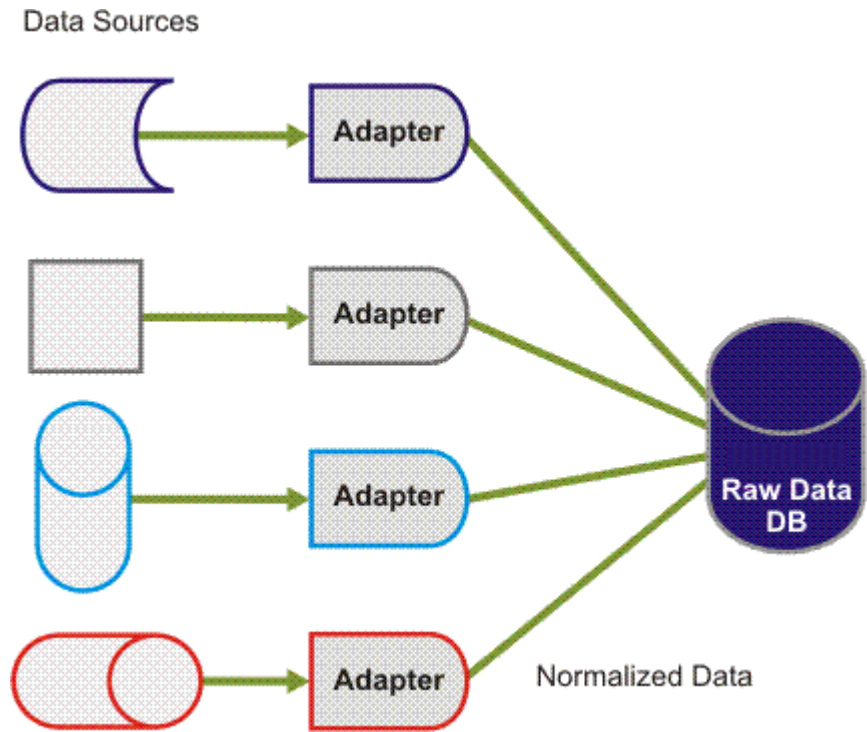 Data Sources
Adapter
Adapter
Adapter
Adapter
Raw Data
DB
Normalized Data